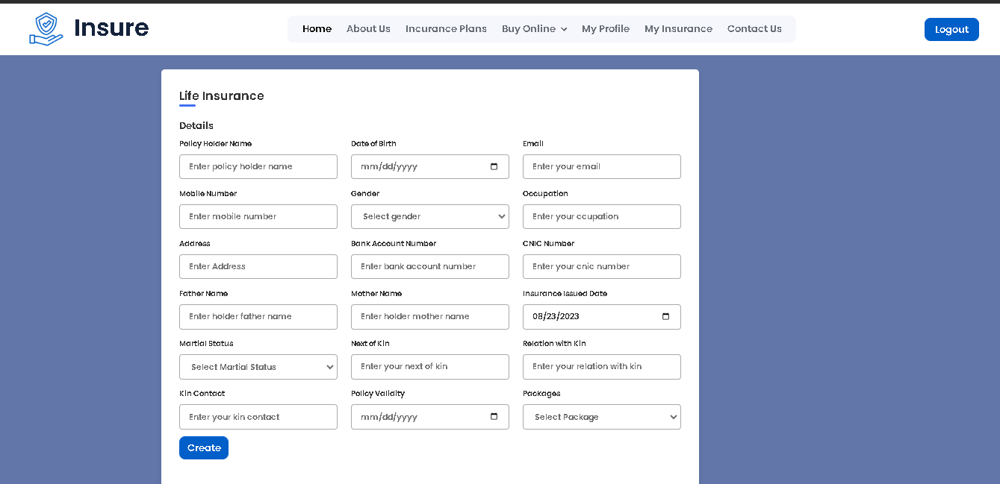 Insure
Home About Us Incurance Plans Buy Online My Profile My Insurance Contact Us
Logout
Life Insurance
Details
Policy Holder Name Date of Birth Email
Enter policy holder name mm/dd/yyyy Enter your email
Mobile Number Gender Occupation
Enter mobile number Select gender Enter your ccupation
Address Bank Account Number CNIC Number
Enter Address Enter bank account number Enter your cnic number
Father Name Mother Name Insurance Issued Date
Enter holder father name Enter holder mother name 08/23/2023
Martial Status Next of Kin Relation with Kin
Select Martial Status Enter your next of kin Enter your relation with kin
Kin Contact Policy Validity Packages
Enter your kin contact mm/dd/yyyy Select Package
Create